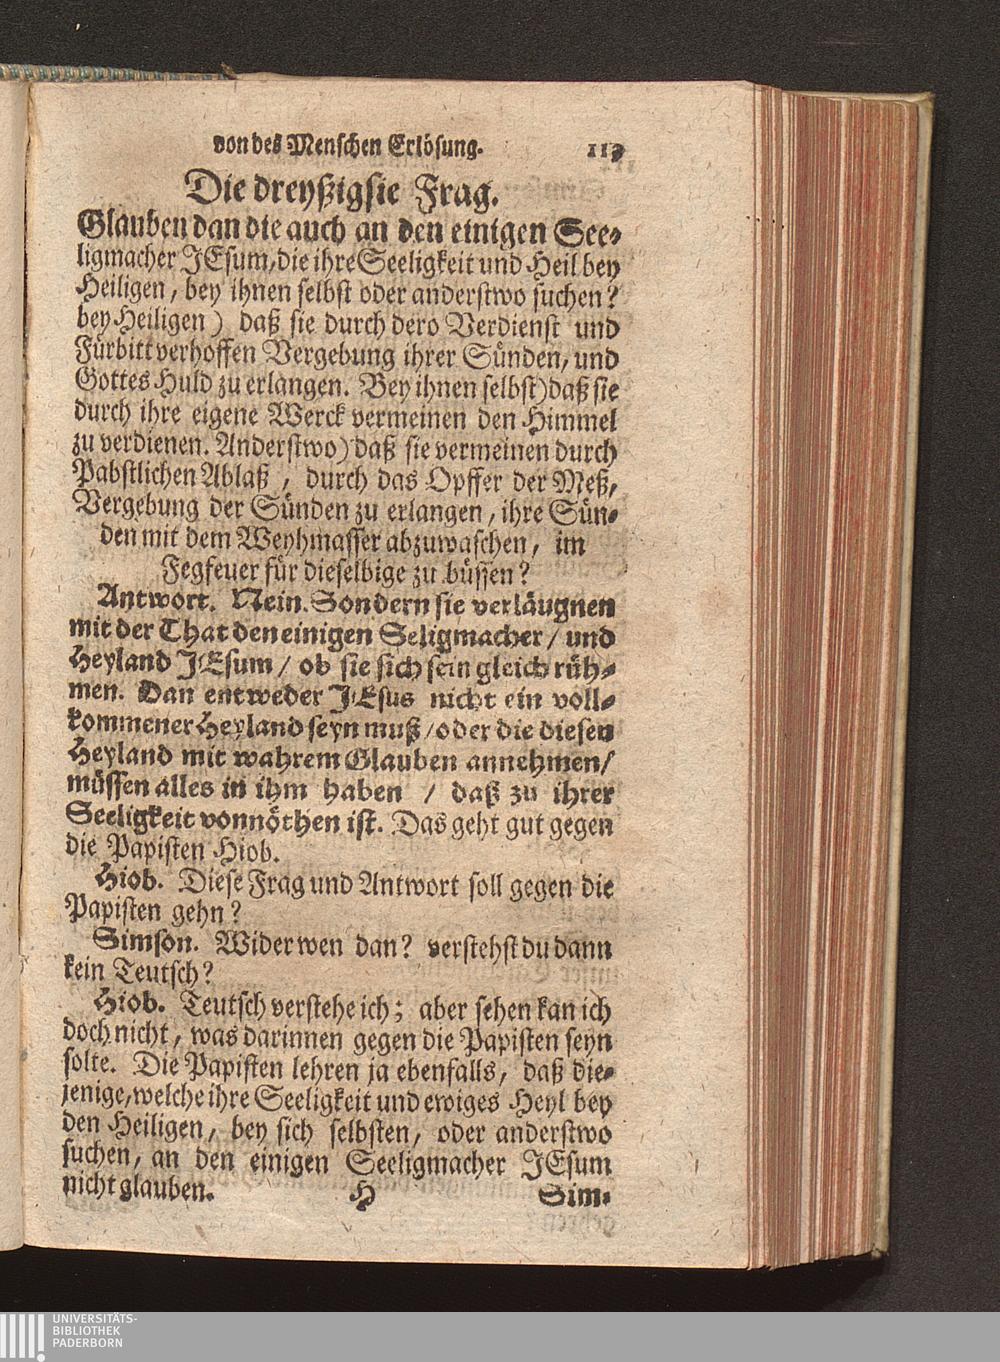 von des Menschen Erlösung. 113
Die dreyßigste Frag.
Glauben dan die auch an den einigen See-
ligmacher JEsum, die ihre Seeligkeit und Heil bey
Heiligen, bey ihnen selbst oder anderstwo suchen?
bey Heiligen) daß sie durch dero Verdienst und
Fürbitt verhoffen Vergebung ihrer Sünden, und
Gottes Huld zu erlangen. Bey ihnen selbst) daß sie
durch ihre eigene Werck vermeinen den Himmel
zu verdienen. Anderstwo) daß sie vermeinen durch
Pabstlichen Ablaß, durch das Opffer der Meß,
Vergebung der Sünden zu erlangen, ihre Sün-
den mit dem Weyhwasser abzuwaschen, im
Fegfeuer für dieselbige zu büssen?
Antwort. Nein. Sondern sie verläugnen
mit der That den einigen Seligmacher / und
Heyland JEsum / ob sie sich sein gleich rüh-
men. Dan entweder JEsus nicht ein voll-
kommener Heyland seyn muß / oder die diesen
Heyland mit wahrem Glauben annehmen /
müssen alles in ihm haben / daß zu ihrer
Seeligkeit vonnöthen ist. Das geht gut gegen
die Papisten Hiob.
Hiob. Diese Frag und Antwort soll gegen die
Papisten gehn?
Simson. Wider wen dan? verstehst du dann
kein Teutsch?
Hiob. Teutsch verstehe ich; aber sehen kan ich
doch nicht, was darinnen gegen die Papisten seyn
solte. Die Papisten lehren ja ebenfalls, daß die-
jenige, welche ihre Seeligkeit und ewiges Heyl bey
den Heiligen, bey sich selbsten, oder anderstwo
suchen, an den einigen Seeligmacher JEsum
nicht glauben. H Sim-
UNIVERSITÄTS-
BIBLIOTHEK
PADERBORN